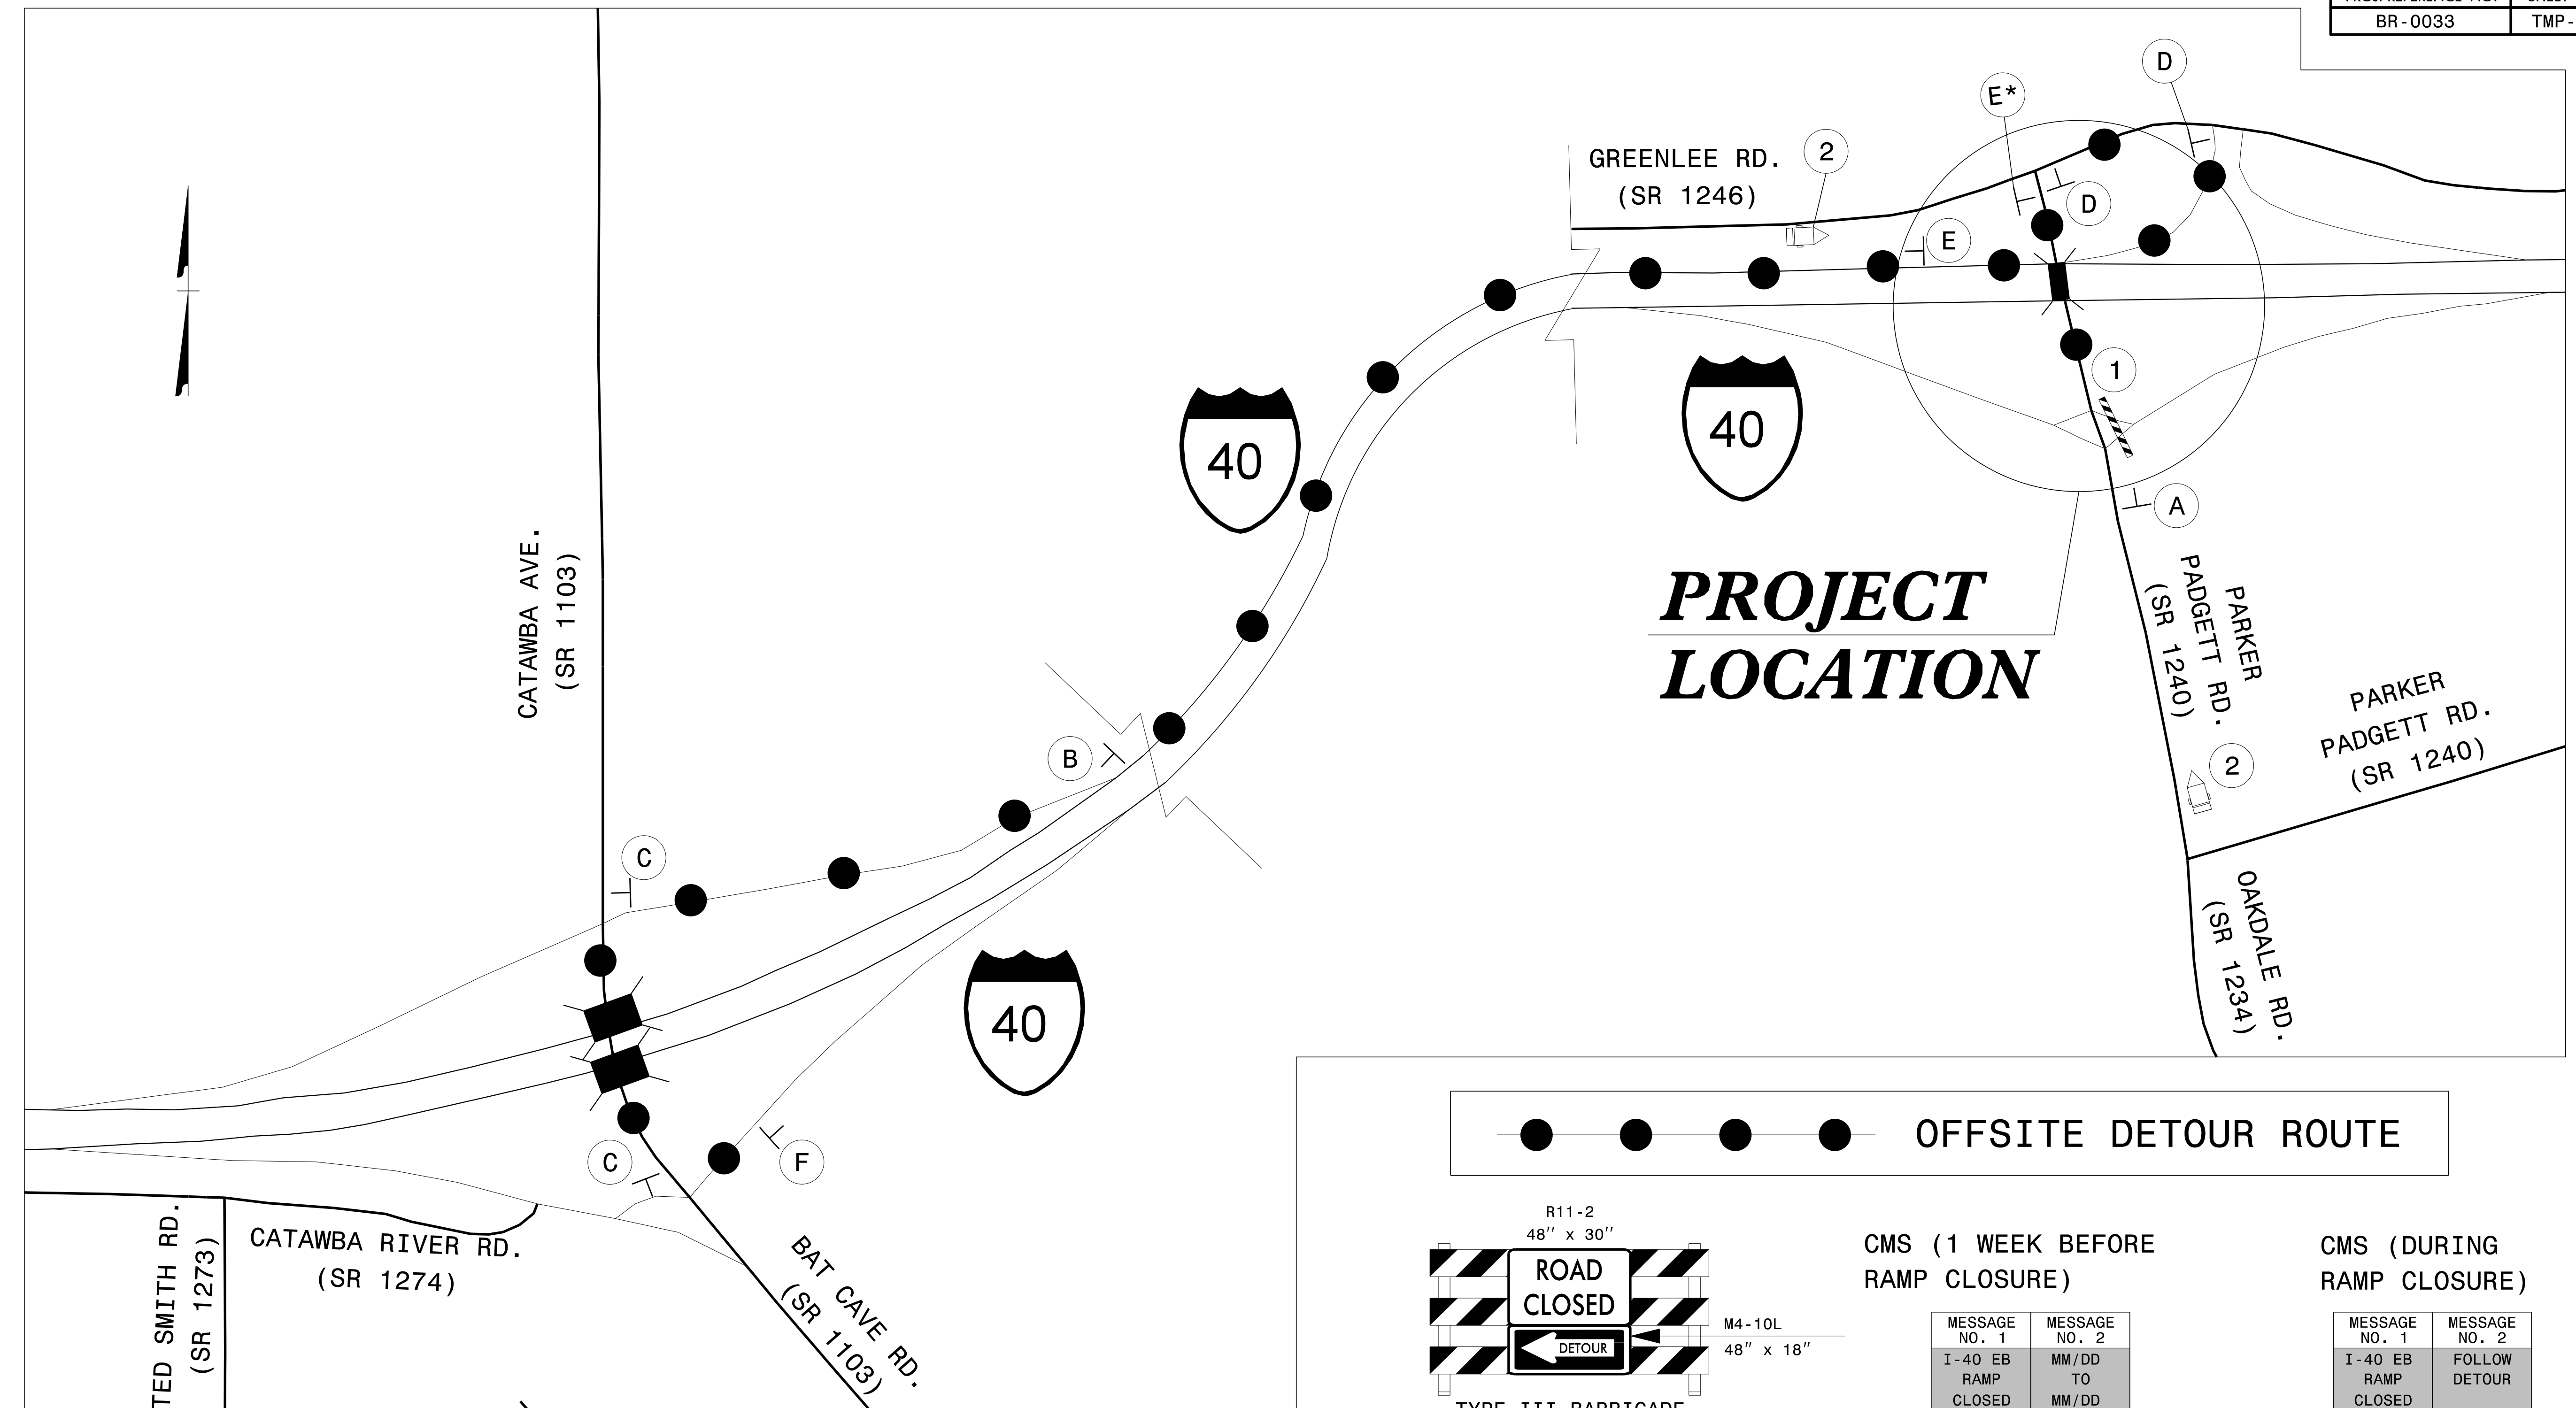 BR-0033
TMP-
D
E*
GREENLEE RD.
(SR 1246)
2
D
E
1
40
40
A
CATAWBA AVE.
(SR 1103)
PROJECT
LOCATION
PARKER
PADGETT RD.
(SR 1240)
PARKER
PADGETT RD.
(SR 1240)
B
2
C
OAKDALE RD.
(SR 1234)
40
C
F
OFFSITE DETOUR ROUTE
TED SMITH RD.
(SR 1273)
CATAWBA RIVER RD.
(SR 1274)
BAT CAVE RD.
(SR 1103)
R11-2
48" x 30"
ROAD
CLOSED
DETOUR
M4-10L
48" x 18"
TYPE III BARRICADE
CMS (1 WEEK BEFORE
RAMP CLOSURE)
MESSAGE NO. 1
MESSAGE NO. 2
I-40 EB
RAMP
CLOSED
MM/DD
TO
MM/DD
CMS (DURING
RAMP CLOSURE)
MESSAGE NO. 1
MESSAGE NO. 2
I-40 EB
RAMP
CLOSED
FOLLOW
DETOUR